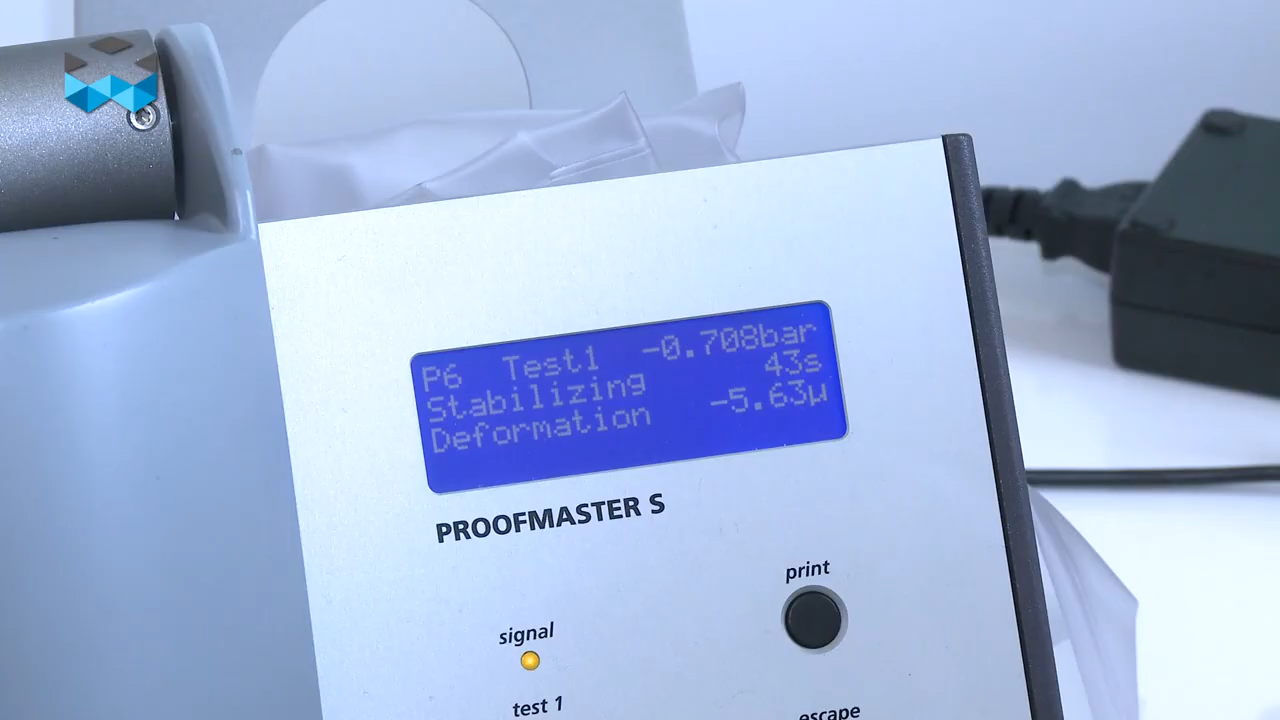 P6 Test1 -0.708bar
Stabilizing 43s
Deformation -5.63µ
PROOFMASTER S
print
signal
test 1
escape